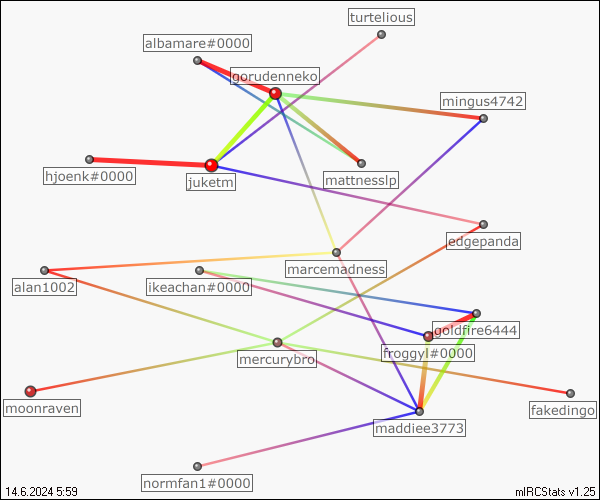 turtelious
albamare#0000
gorudenneko
mingus4742
hjoenk#0000
juketm
mattnesslp
edgepanda
marcemadness
alan1002
ikeachan#0000
goldfire6444
froggyl#0000
mercurybro
moonraven
fakedingo
maddiee3773
normfan1#0000
14.6.2024 5:59
mIRCStats v1.25